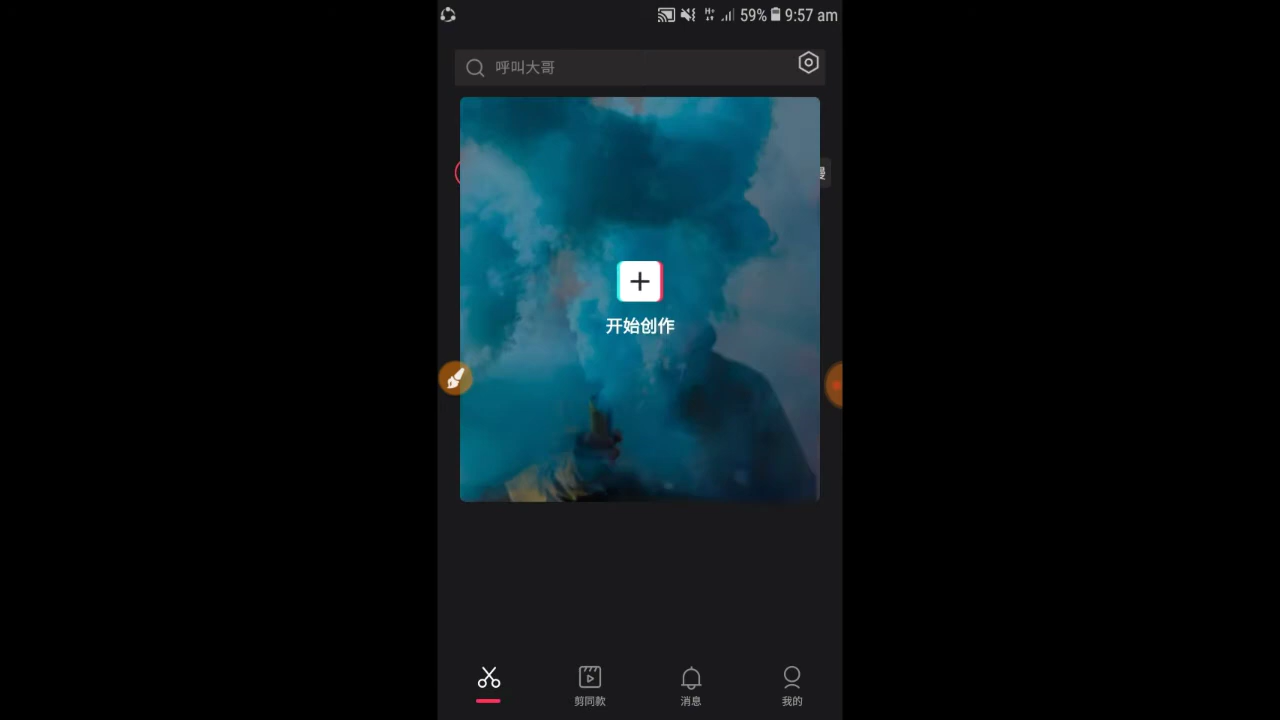 59% 9:57 am
呼叫大哥
开始创作
剪同款
消息
我的